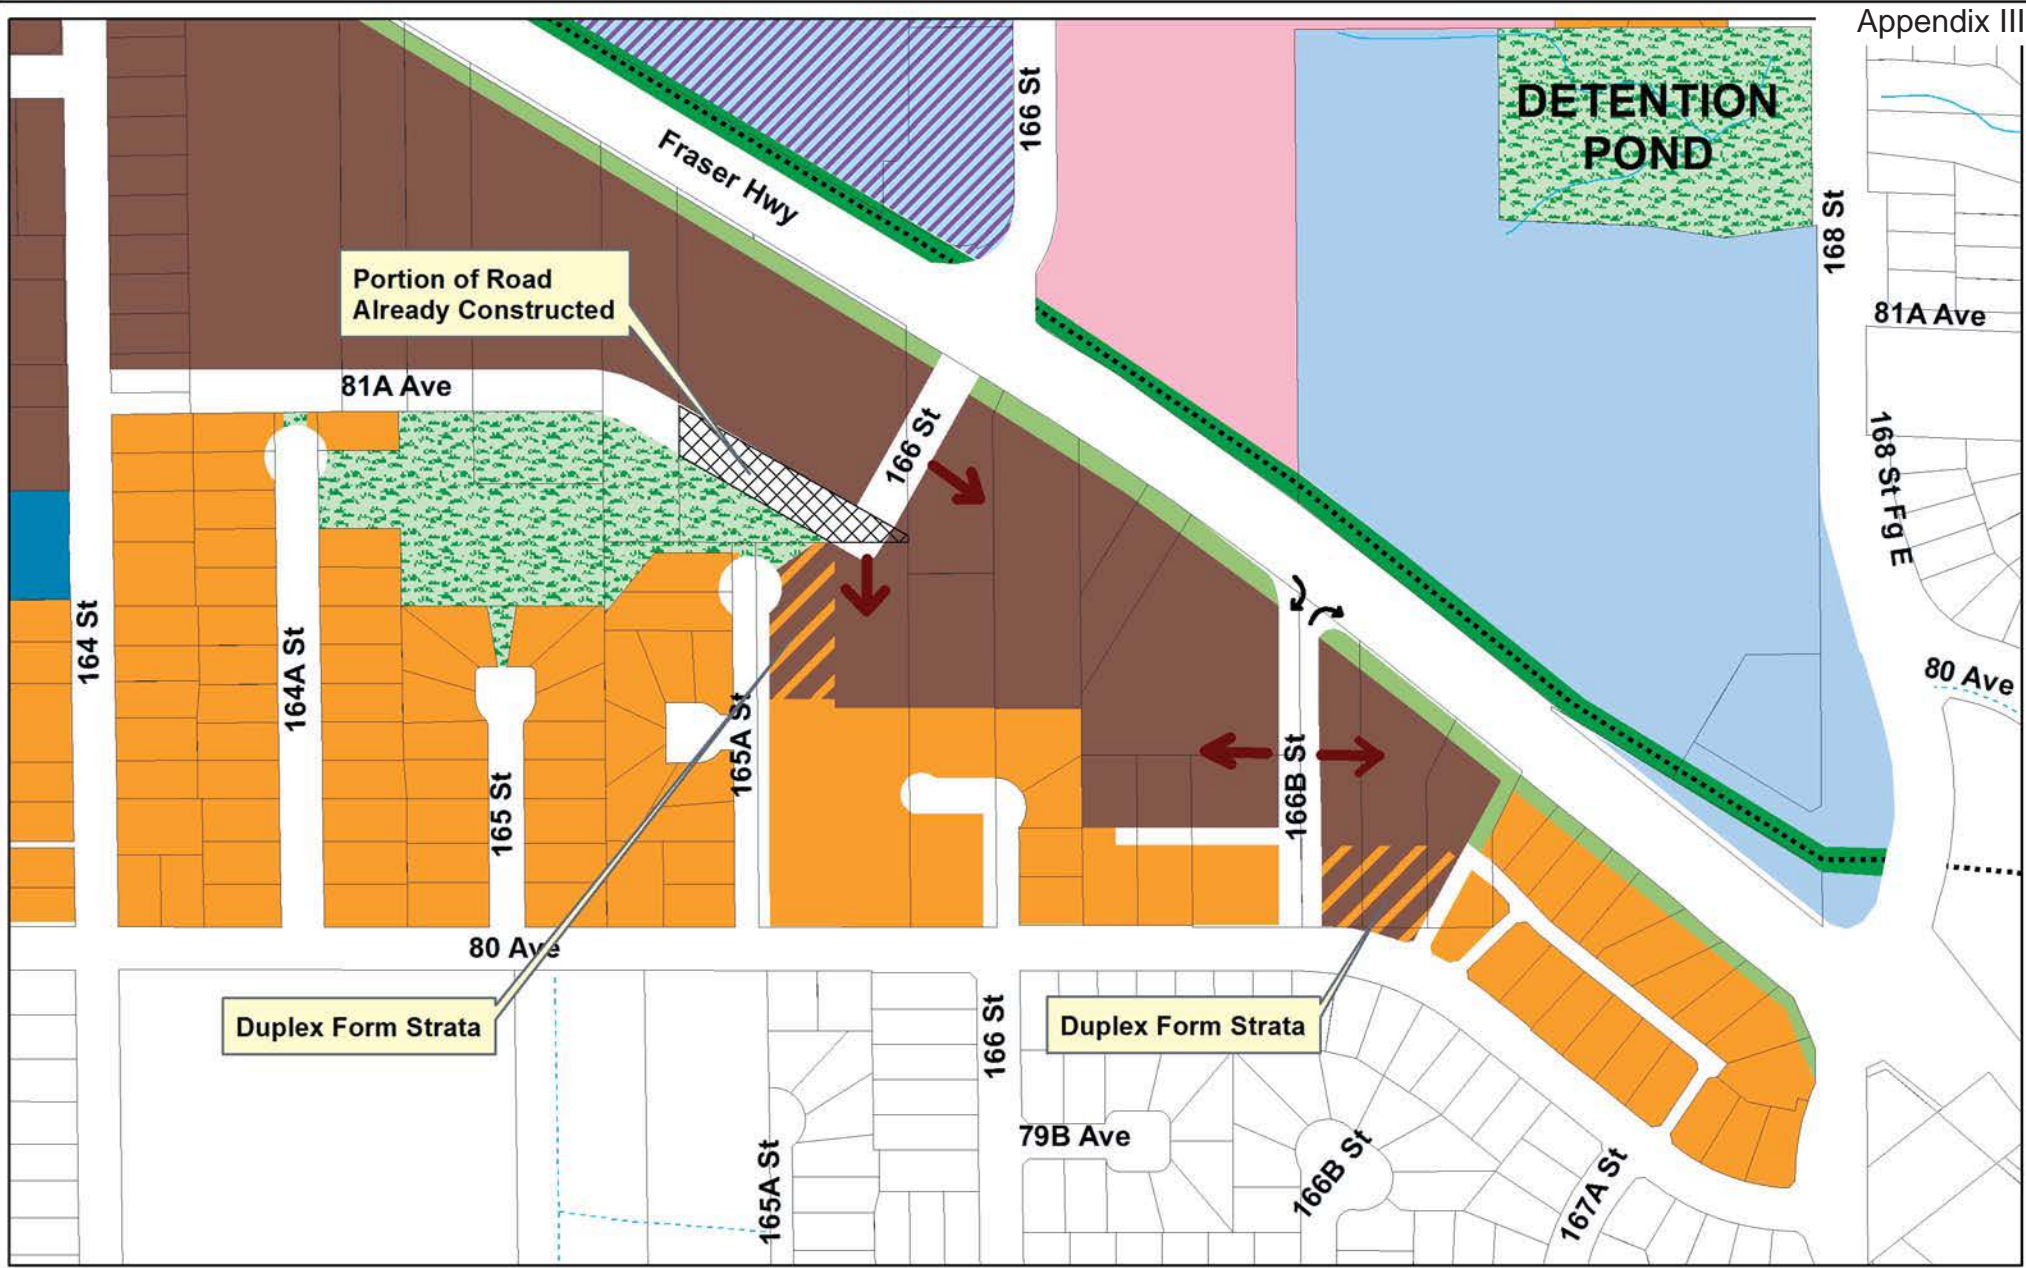 Appendix III
166 St
DETENTION
POND
Fraser Hwy
168 St
Portion of Road
Already Constructed
81A Ave
81A Ave
166 St
168 St Fg E
164 St
164A St
80 Ave
165A St
165 St
166B St
80 Ave
Duplex Form Strata
166 St
Duplex Form Strata
79B Ave
165A St
166B St
167A St